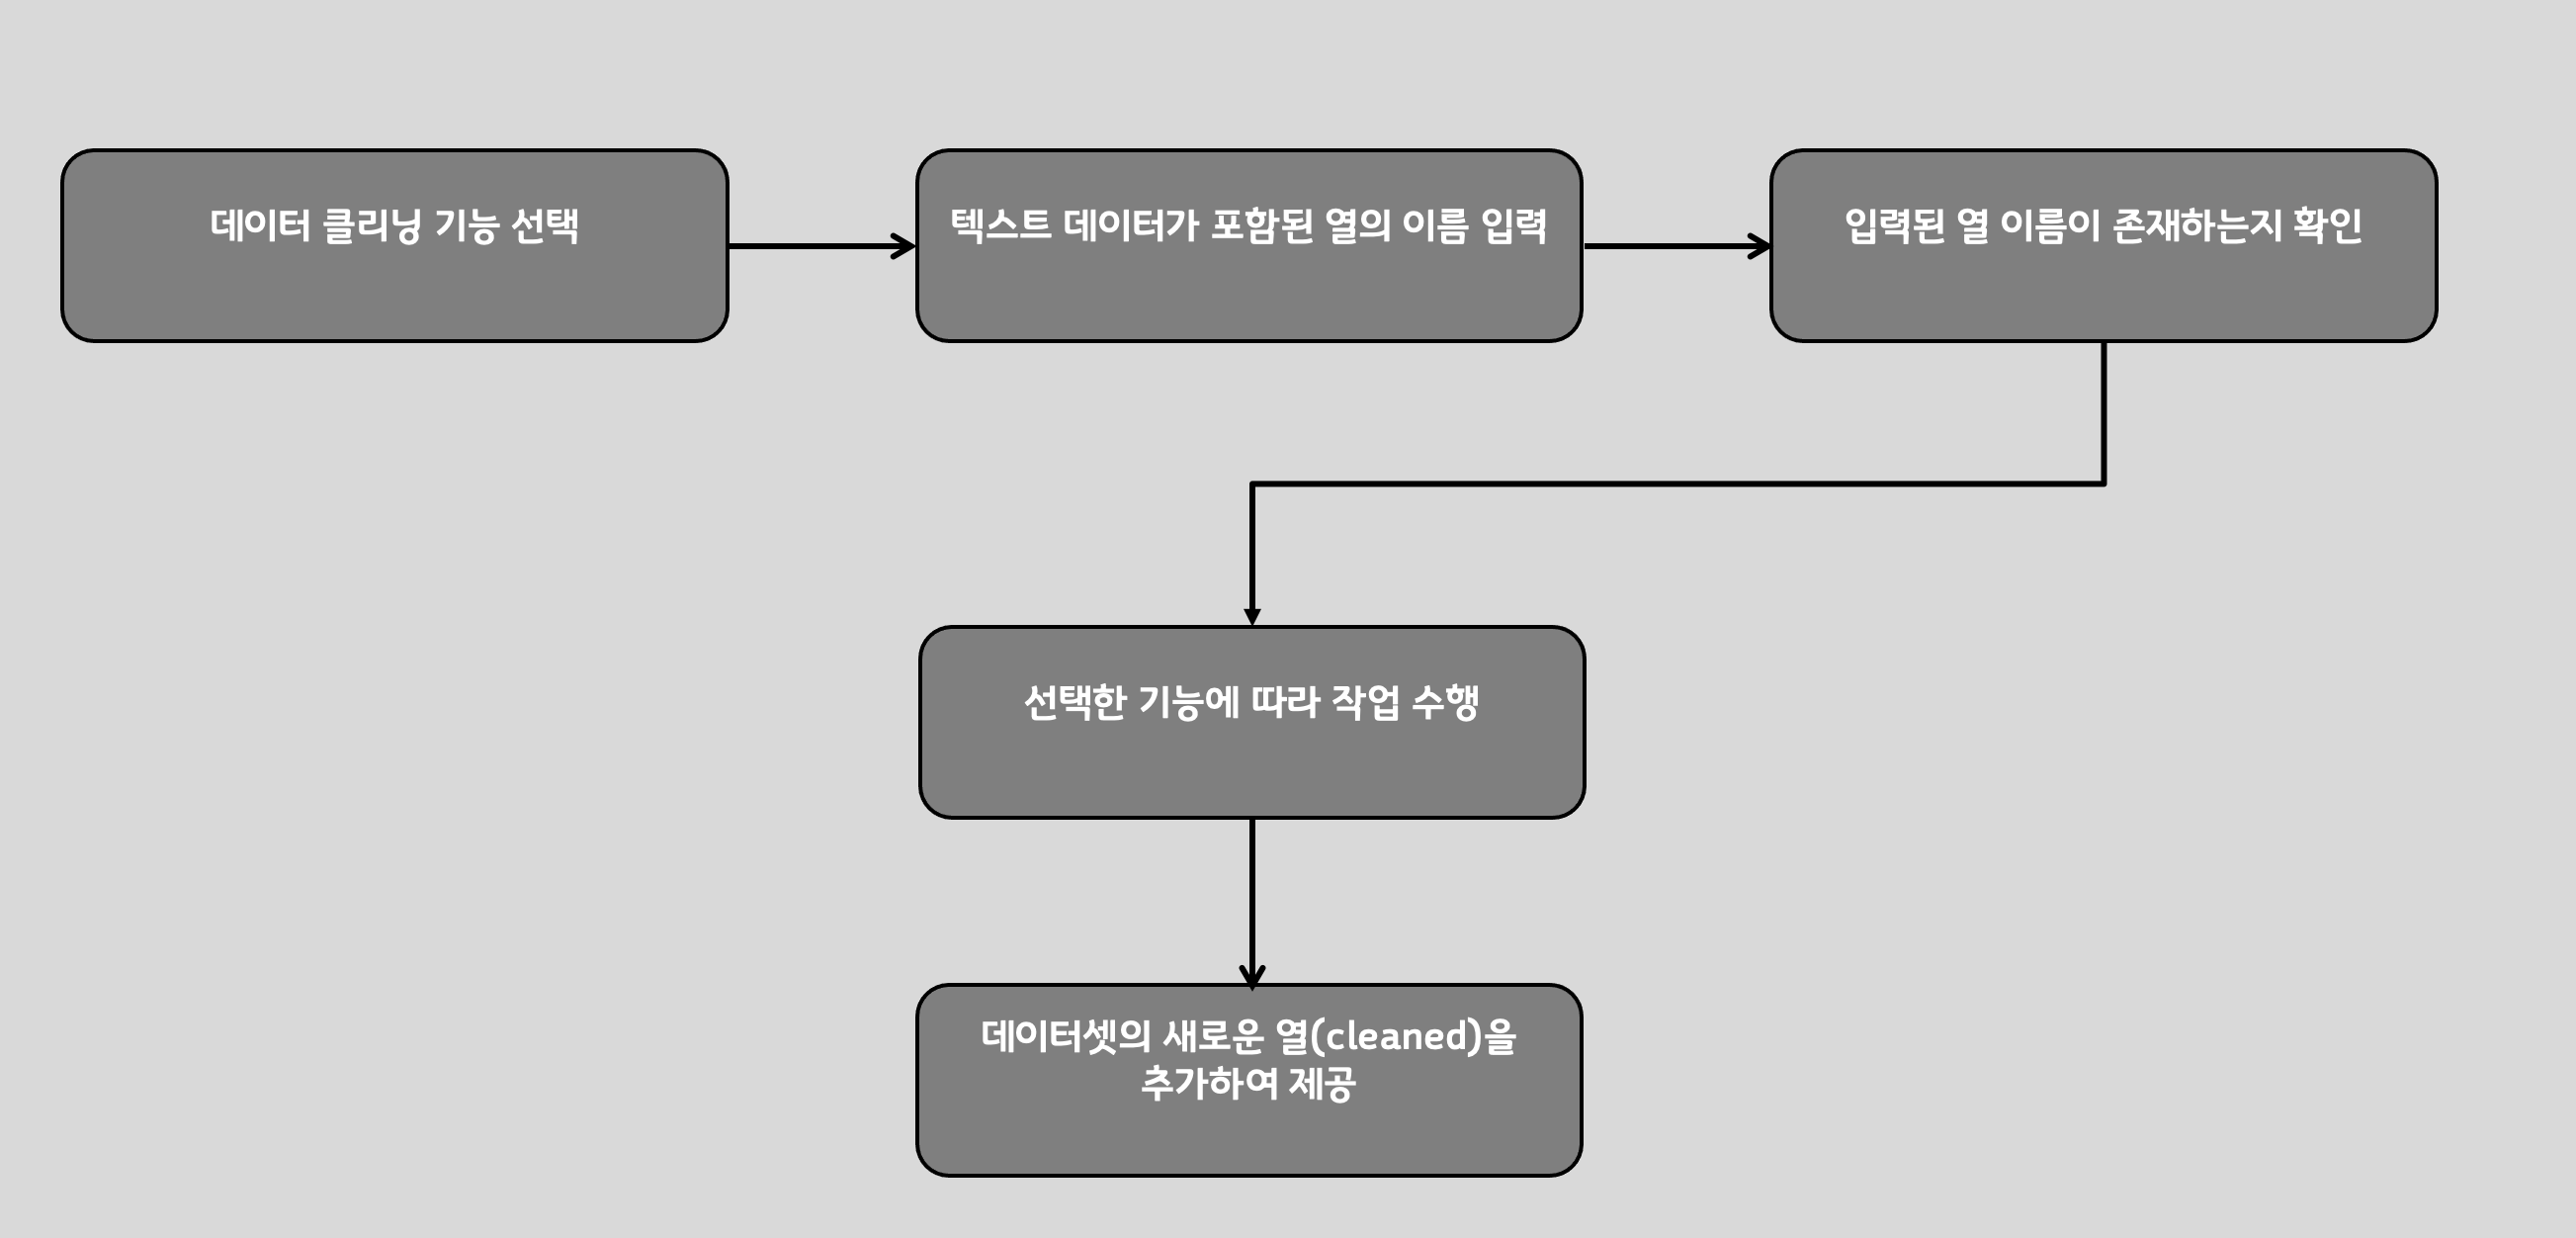 데이터 클리닝 기능 선택
텍스트 데이터가 포함된 열의 이름 입력
입력된 열 이름이 존재하는지 확인
선택한 기능에 따라 작업 수행
데이터셋의 새로운 열(cleaned)을
추가하여 제공